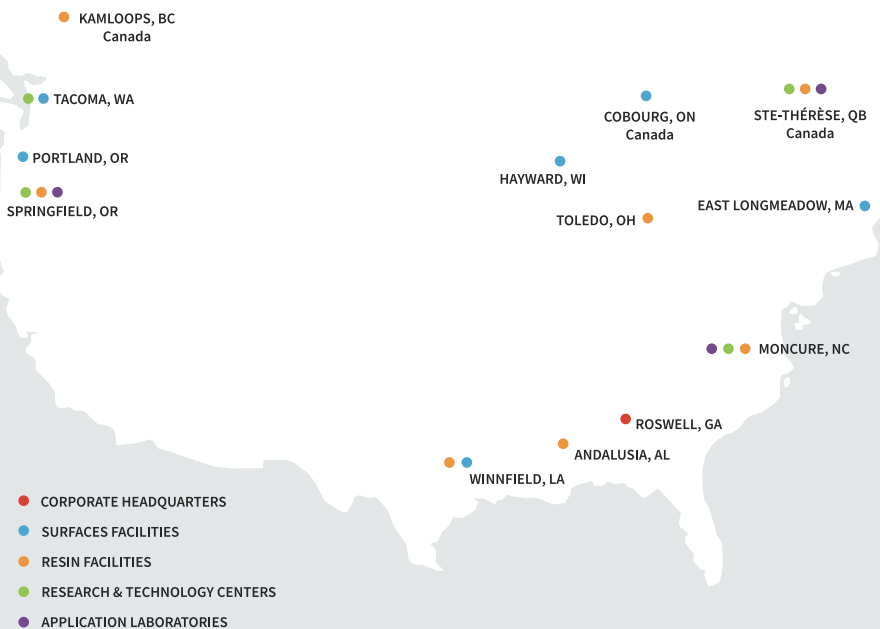 KAMLOOPS, BC
Canada
TACOMA, WA
COBOURG, ON
Canada
STE-THÉRÈSE, QB
Canada
PORTLAND, OR
HAYWARD, WI
SPRINGFIELD, OR
EAST LONGMEADOW, MA
TOLEDO, OH
MONCURE, NC
ROSWELL, GA
ANDALUSIA, AL
WINNFIELD, LA
CORPORATE HEADQUARTERS
SURFACES FACILITIES
RESIN FACILITIES
RESEARCH & TECHNOLOGY CENTERS
APPLICATION LABORATORIES